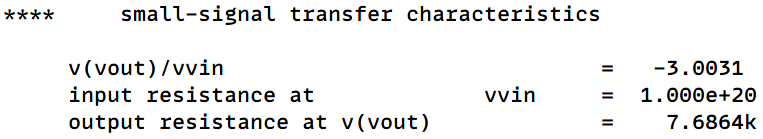 **** small-signal transfer characteristics
v(vout)/vvin = -3.0031
input resistance at vvin = 1.000e+20
output resistance at v(vout) = 7.6864k